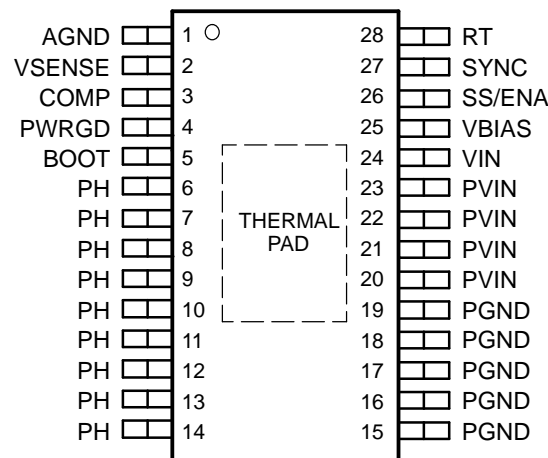 AGND 1 28 RT
VSENSE 2 27 SYNC
COMP 3 26 SS/ENA
PWRGD 4 25 VBIAS
BOOT 5 24 VIN
PH 6 23 PVIN
PH 7 22 PVIN
PH 8 21 PVIN
PH 9 20 PVIN
PH 10 19 PGND
PH 11 18 PGND
PH 12 17 PGND
PH 13 16 PGND
PH 14 15 PGND
THERMAL
PAD